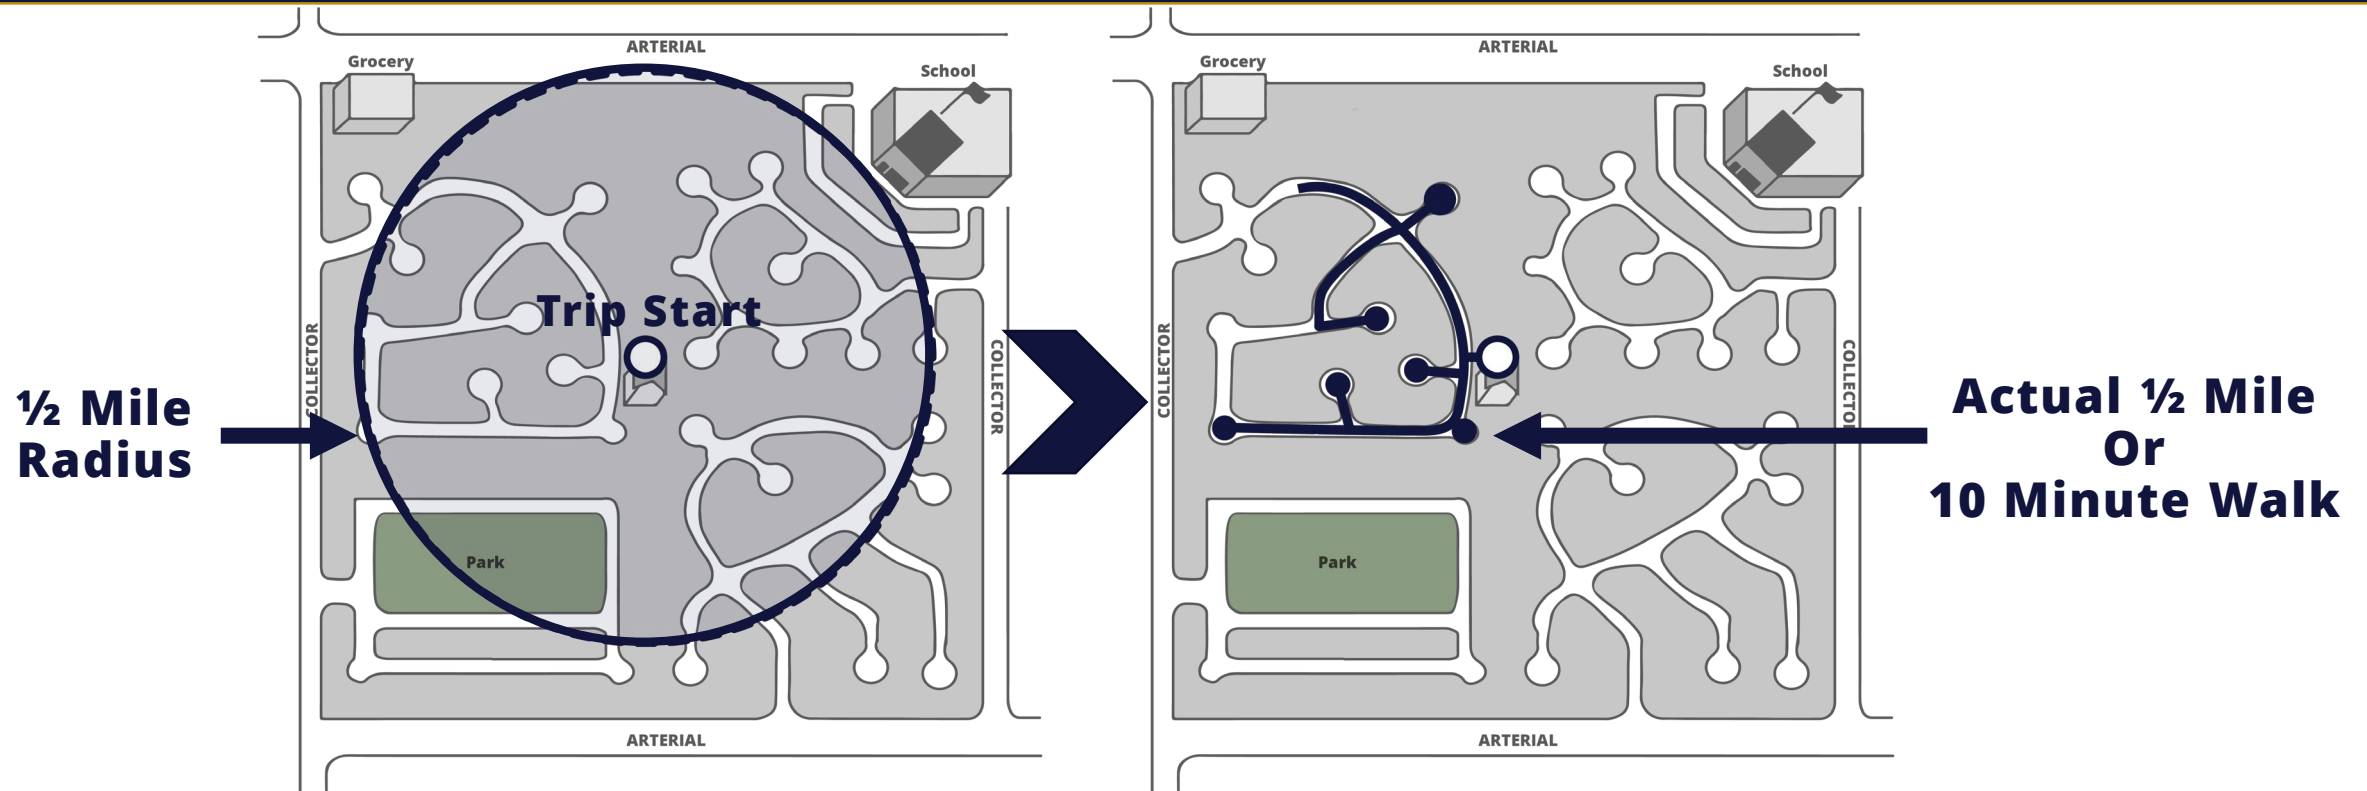 ARTERIAL
Grocery
School
Trip Start
COLLECTOR
COLLECTOR
½ Mile
Radius
Park
ARTERIAL
ARTERIAL
Grocery
School
COLLECTOR
COLLECTOR
Actual ½ Mile
Or
10 Minute Walk
Park
ARTERIAL